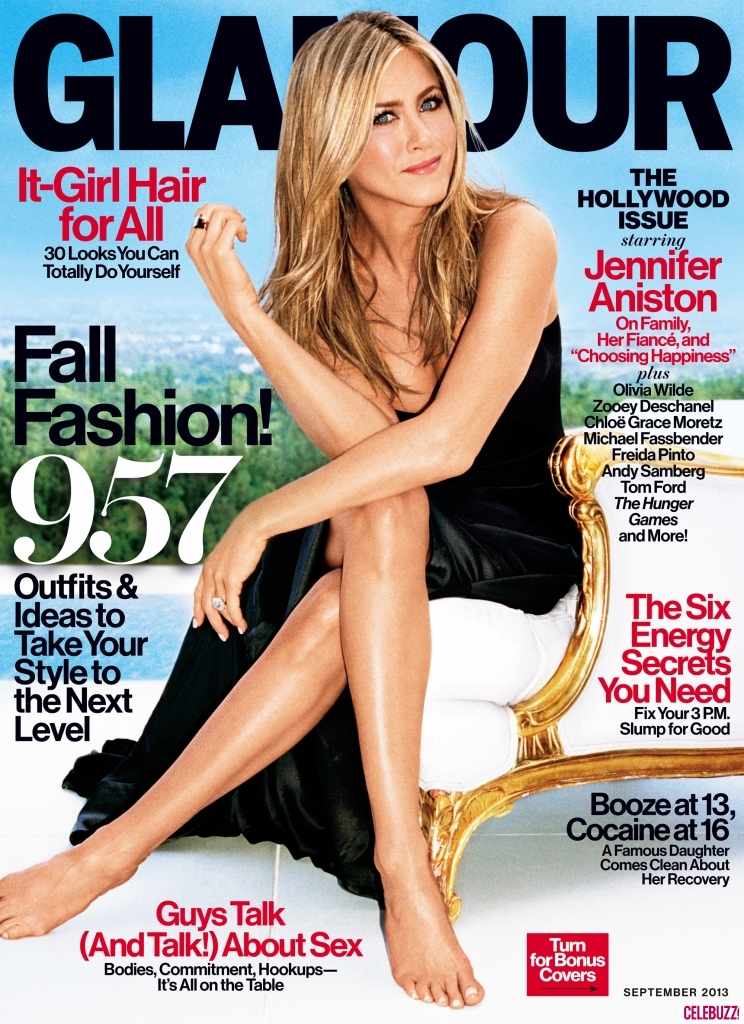 GLAMOUR
It-Girl Hair
for All
30 Looks You Can
Totally Do Yourself
Fall
Fashion!
957
Outfits &
Ideas to
Take Your
Style to
the Next
Level
THE
HOLLYWOOD
ISSUE
starring
Jennifer
Aniston
On Family,
Her Fiancé, and
“Choosing Happiness”
plus
Olivia Wilde
Zooey Deschanel
Chloë Grace Moretz
Michael Fassbender
Freida Pinto
Andy Samberg
Tom Ford
The Hunger
Games
and More!
The Six
Energy
Secrets
You Need
Fix Your 3 P.M.
Slump for Good
Booze at 13,
Cocaine at 16
A Famous Daughter
Comes Clean About
Her Recovery
Guys Talk
(And Talk!) About Sex
Bodies, Commitment, Hookups—
It’s All on the Table
Turn
for Bonus
Covers
SEPTEMBER 2013
CELEBUZZ!